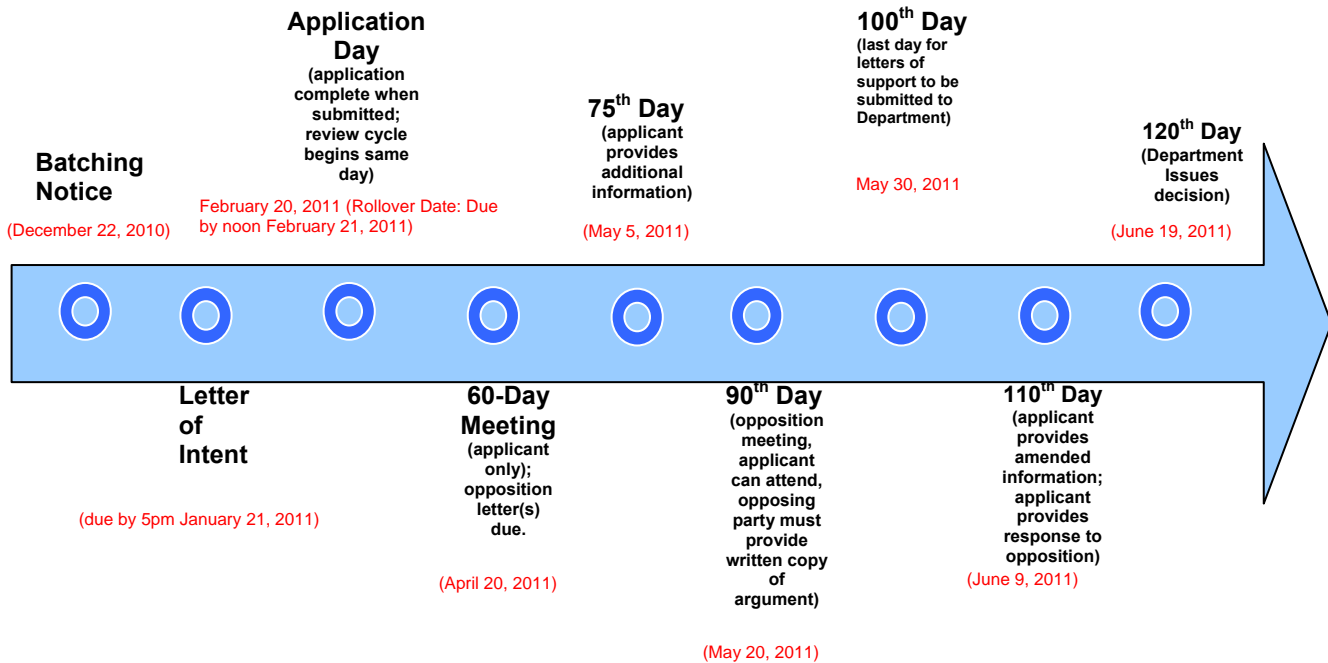 Batching
Notice
(December 22, 2010)
Letter
of
Intent
(due by 5pm January 21, 2011)
Application
Day
(application
complete when
submitted;
review cycle
begins same
day)
February 20, 2011 (Rollover Date: Due
by noon February 21, 2011)
60-Day
Meeting
(applicant
only);
opposition
letter(s)
due.
(April 20, 2011)
75th Day
(applicant
provides
additional
information)
(May 5, 2011)
90th Day
(opposition
meeting,
applicant
can attend,
opposing
party must
provide
written copy
of
argument)
(May 20, 2011)
100th Day
(last day for
letters of
support to be
submitted to
Department)
May 30, 2011
110th Day
(applicant
provides
amended
information;
applicant
provides
response to
opposition)
(June 9, 2011)
120th Day
(Department
Issues
decision)
(June 19, 2011)